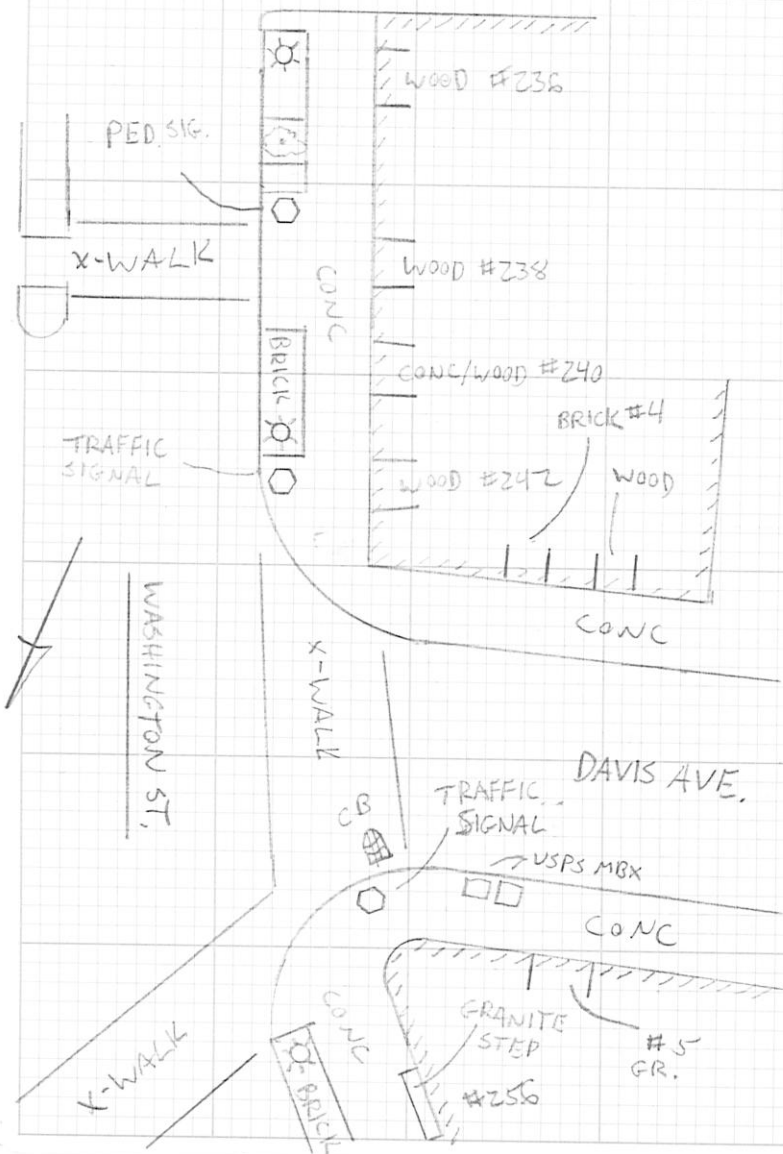 WOOD #236
PED. SIG.
X-WALK
CONC
WOOD #238
BRICK
CONC/WOOD #240
BRICK #4
TRAFFIC
SIGNAL
WOOD #242
WOOD
CONC
WASHINGTON ST.
X-WALK
DAVIS AVE.
TRAFFIC
SIGNAL
CB
USPS MBX
CONC
CONC
GRANITE
STEP
#5
GR.
X-WALK
BRICK
#256